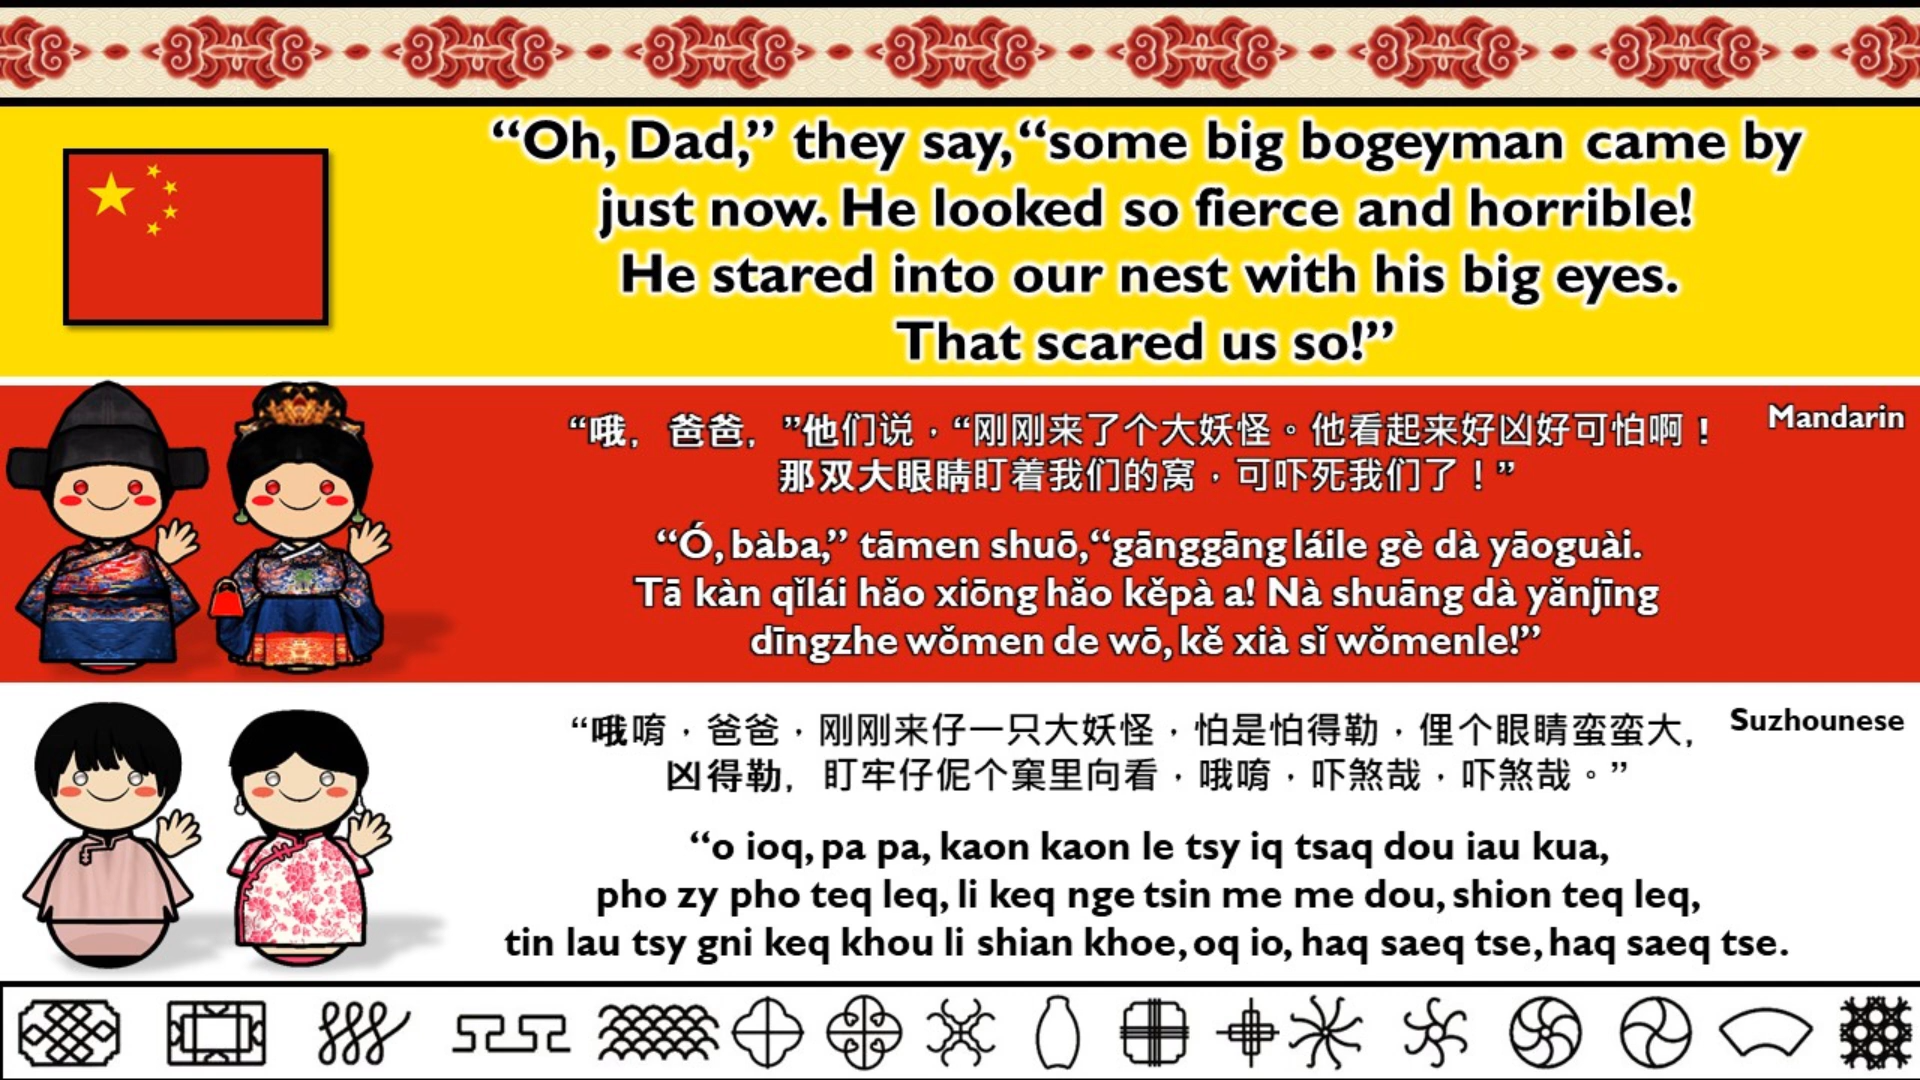 “Oh, Dad,” they say, “some big bogeyman came by
just now. He looked so fierce and horrible!
He stared into our nest with his big eyes.
That scared us so!”
Mandarin
“哦，爸爸，”他们说，“刚刚来了个大妖怪。他看起来好凶好可怕啊！
那双大眼睛盯着我们的窝，可吓死我们了！”
“Ó, bàba,” tāmen shuō, “gānggāng láile gè dà yāoguài.
Tā kàn qǐlái hǎo xiōng hǎo kěpà a! Nà shuāng dà yǎnjīng
dīngzhe wǒmen de wō, kě xià sǐ wǒmenle!”
Suzhounese
“哦唷，爸爸，刚刚来仔一只大妖怪，怕是怕得勒，俚个眼睛蛮蛮大，
凶得勒，盯牢仔伲个窠里向看，哦唷，吓煞哉，吓煞哉。”
“o ioq, pa pa, kaon kaon le tsy iq tsaq dou iau kua,
pho zy pho teq leq, li keq nge tsin me me dou, shion teq leq,
tin lau tsy gni keq khou li shian khoe, oq io, haq saeq tse, haq saeq tse.